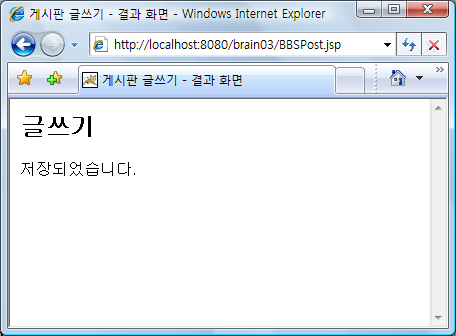 게시판 글쓰기 - 결과 화면 - Windows Internet Explorer
http://localhost:8080/brain03/BBSPost.jsp
게시판 글쓰기 - 결과 화면
글쓰기
저장되었습니다.